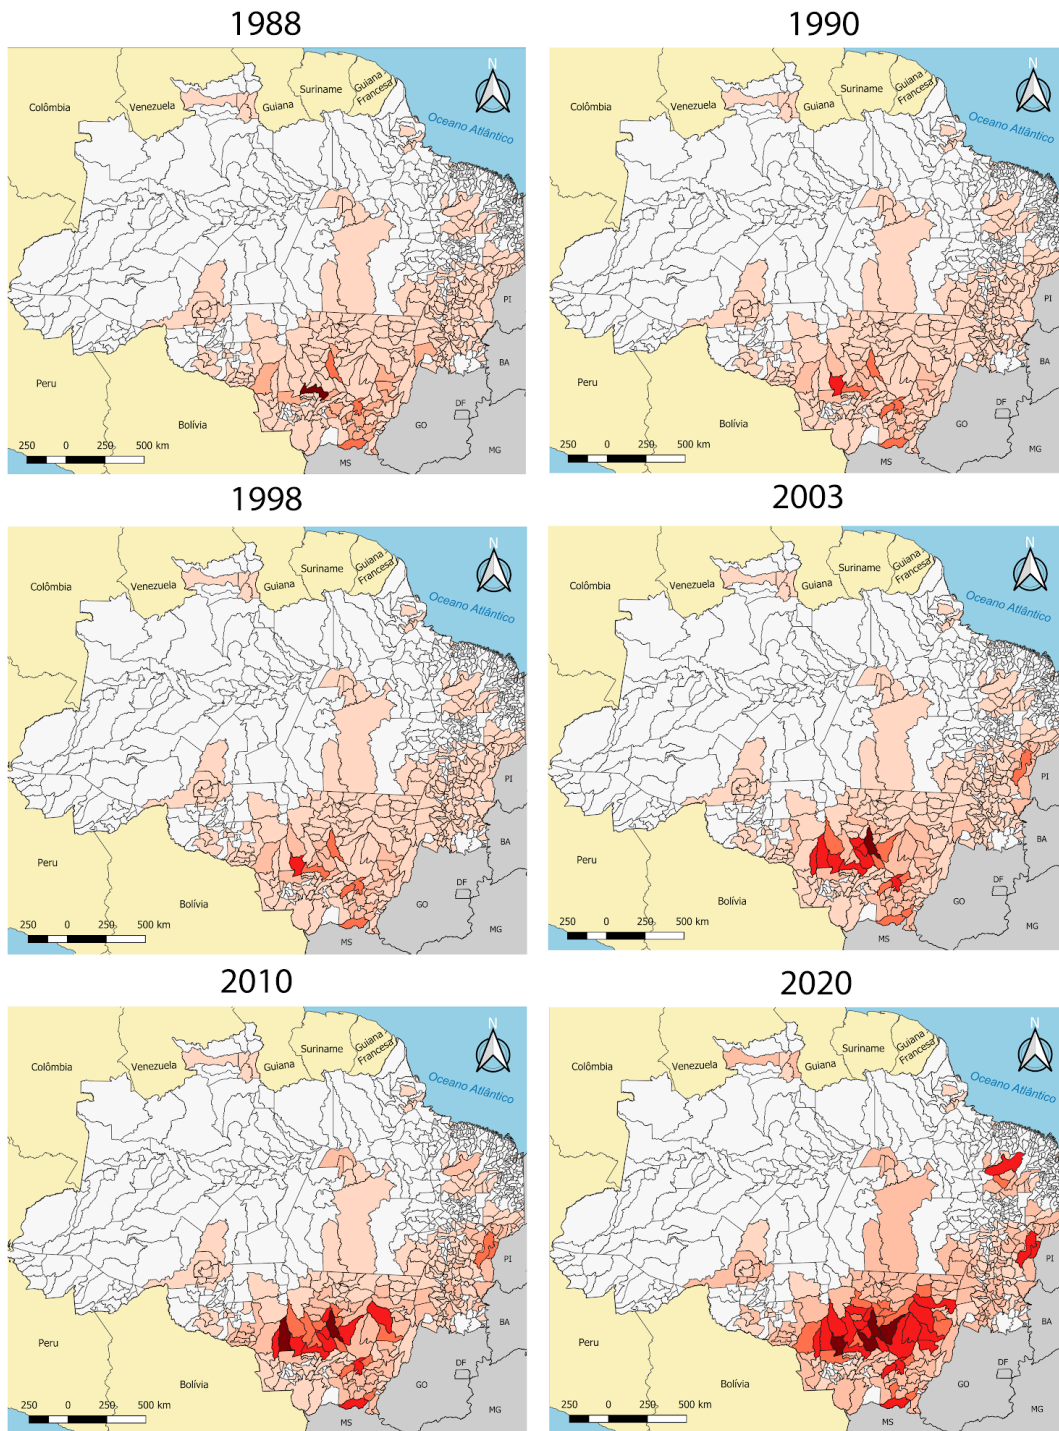 1988
1990
Colômbia
Venezuela
Guiana
Suriname
Guiana
Francesa
N
Oceano Atlântico
Peru
Bolívia
PI
BA
DF
GO
MG
MS
250 0 250 500 km
Colômbia
Venezuela
Guiana
Suriname
Guiana
Francesa
N
Oceano Atlântico
Peru
Bolívia
PI
BA
DF
GO
MG
MS
250 0 250 500 km
1998
2003
Colômbia
Venezuela
Guiana
Suriname
Guiana
Francesa
N
Oceano Atlântico
Peru
Bolívia
PI
BA
DF
GO
MG
MS
250 0 250 500 km
Colômbia
Venezuela
Guiana
Suriname
Guiana
Francesa
N
Oceano Atlântico
Peru
Bolívia
PI
BA
DF
GO
MG
MS
250 0 250 500 km
2010
2020
Colômbia
Venezuela
Guiana
Suriname
Guiana
Francesa
N
Oceano Atlântico
Peru
Bolívia
PI
BA
DF
GO
MG
MS
250 0 250 500 km
Colômbia
Venezuela
Guiana
Suriname
Guiana
Francesa
N
Oceano Atlântico
Peru
Bolívia
PI
BA
DF
GO
MG
MS
250 0 250 500 km